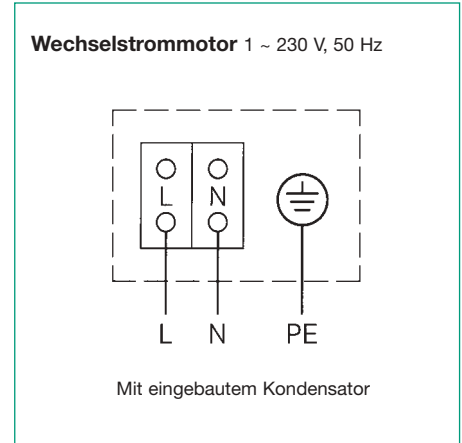 Wechselstrommotor 1 ~ 230 V, 50 Hz
L N
L N PE
Mit eingebautem Kondensator